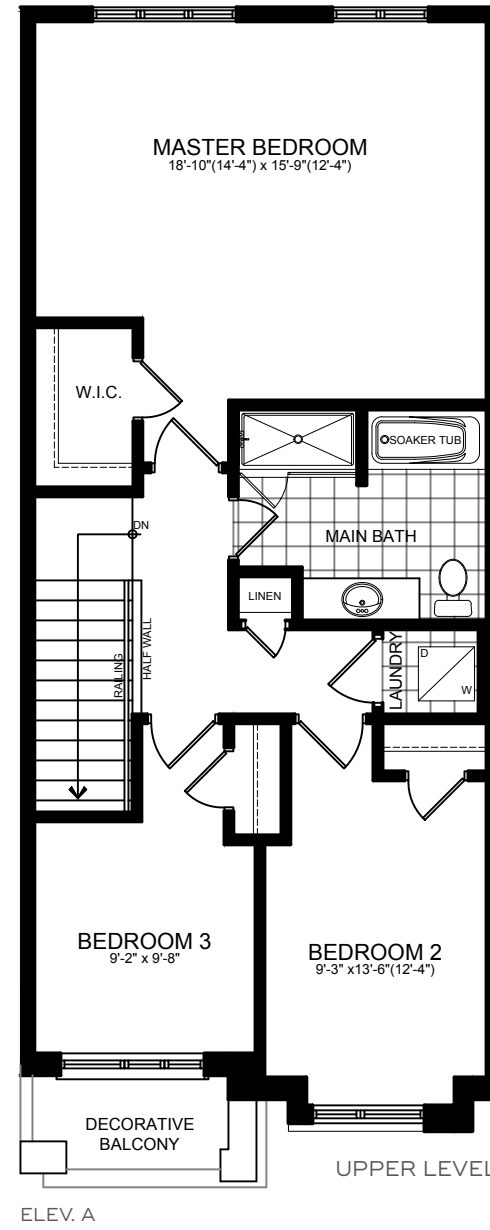 MASTER BEDROOM
18'-10"(14'-4") x 15'-9"(12'-4")
W.I.C.
SOAKER TUB
DN
MAIN BATH
LINEN
RAILING
HALF WALL
LAUNDRY
D
W
BEDROOM 3
9'-2" x 9'-8"
BEDROOM 2
9'-3" x13'-6"(12'-4")
DECORATIVE
BALCONY
UPPER LEVEL
ELEV. A